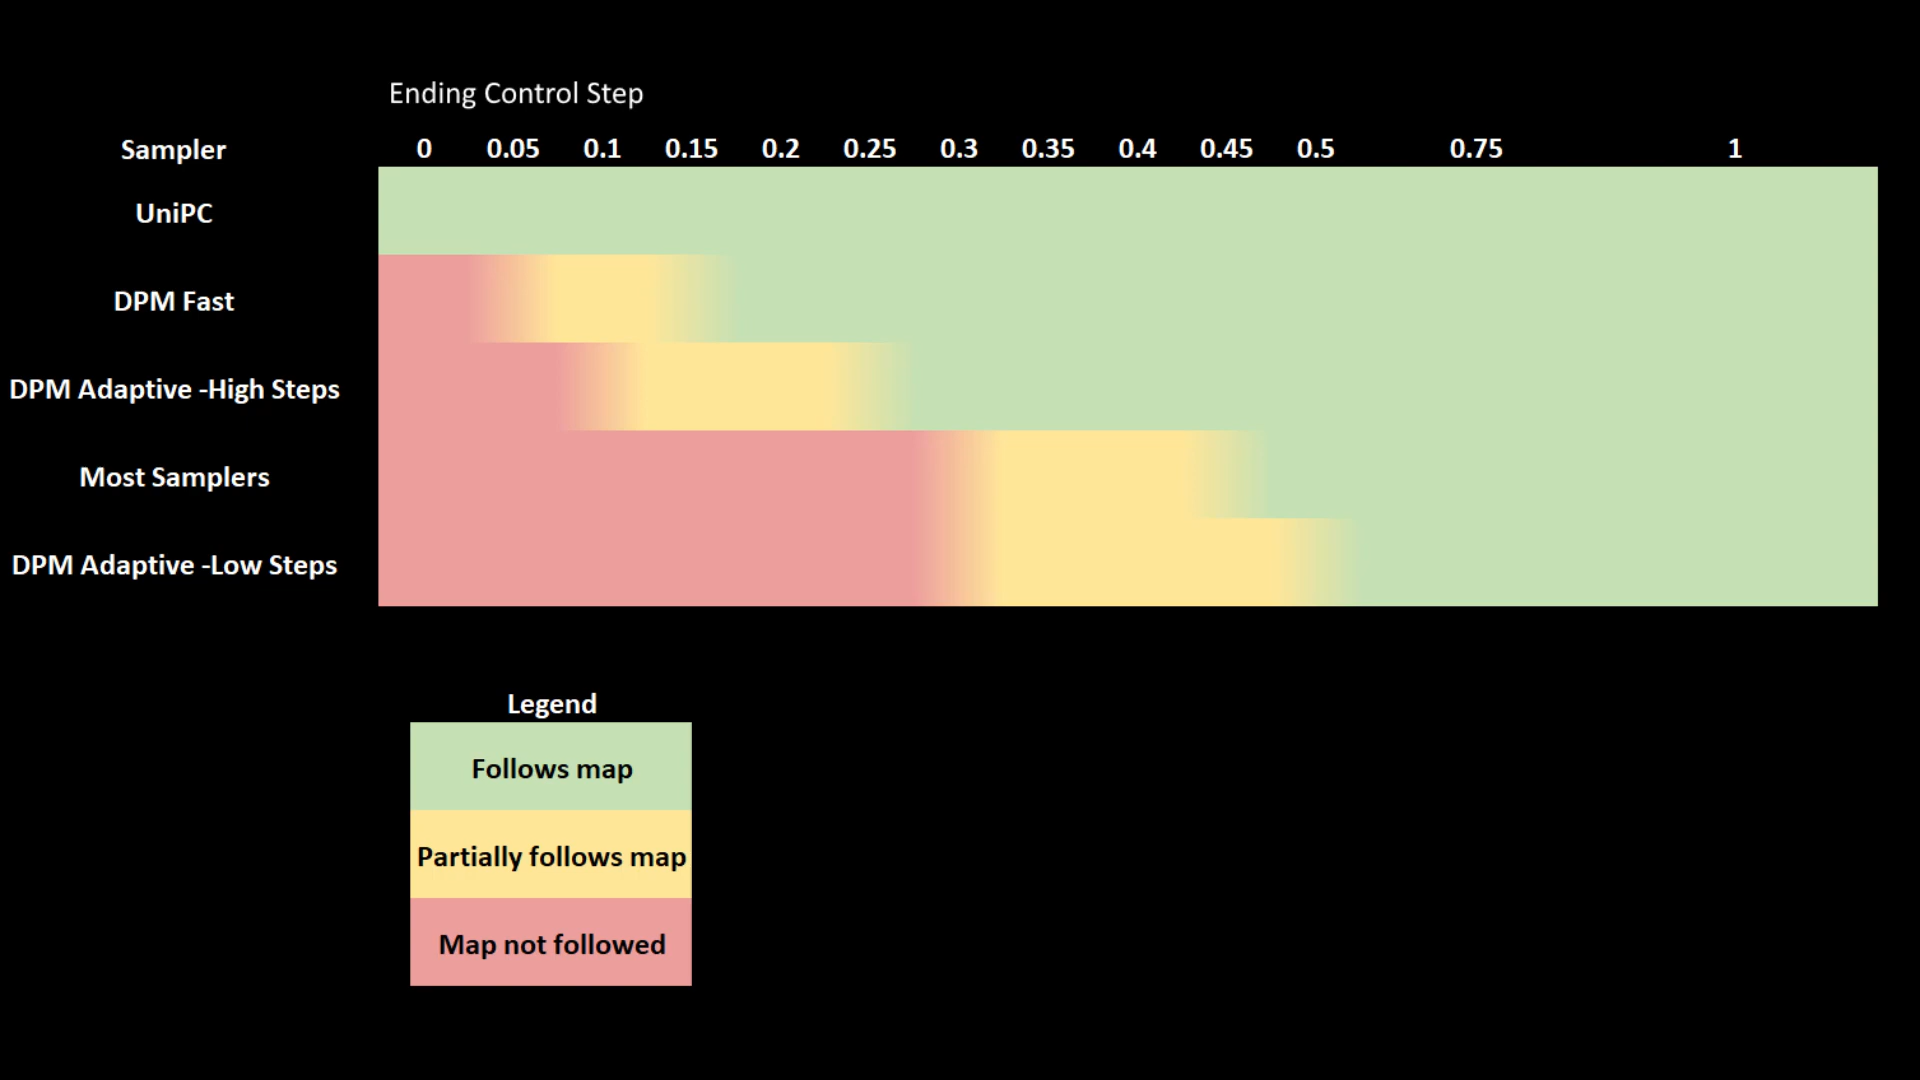 Ending Control Step
Sampler 0 0.05 0.1 0.15 0.2 0.25 0.3 0.35 0.4 0.45 0.5 0.75 1
UniPC
DPM Fast
DPM Adaptive -High Steps
Most Samplers
DPM Adaptive -Low Steps
Legend
Follows map
Partially follows map
Map not followed